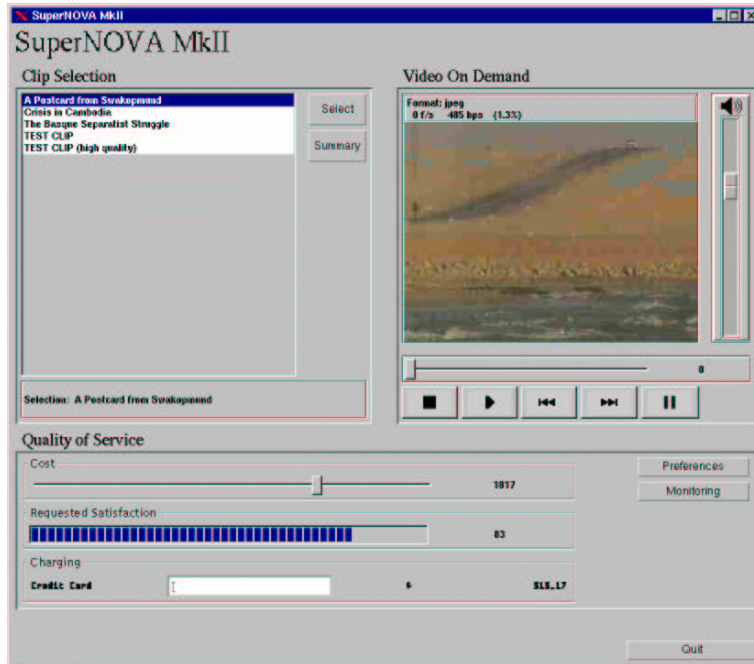 SuperNOVA MkII
SuperNOVA MkII
Clip Selection
A Postcard from Swakopmund
Crisis in Cambodia
The Basque Separatist Struggle
TEST CLIP
TEST CLIP (high quality)
Select
Summary
Selection: A Postcard from Swakopmund
Video On Demand
Format: jpeg
0 f/s 485 bps (1.3%)
0
Quality of Service
Cost
1817
Requested Satisfaction
83
Charging
Credit Card
Preferences
Monitoring
Quit